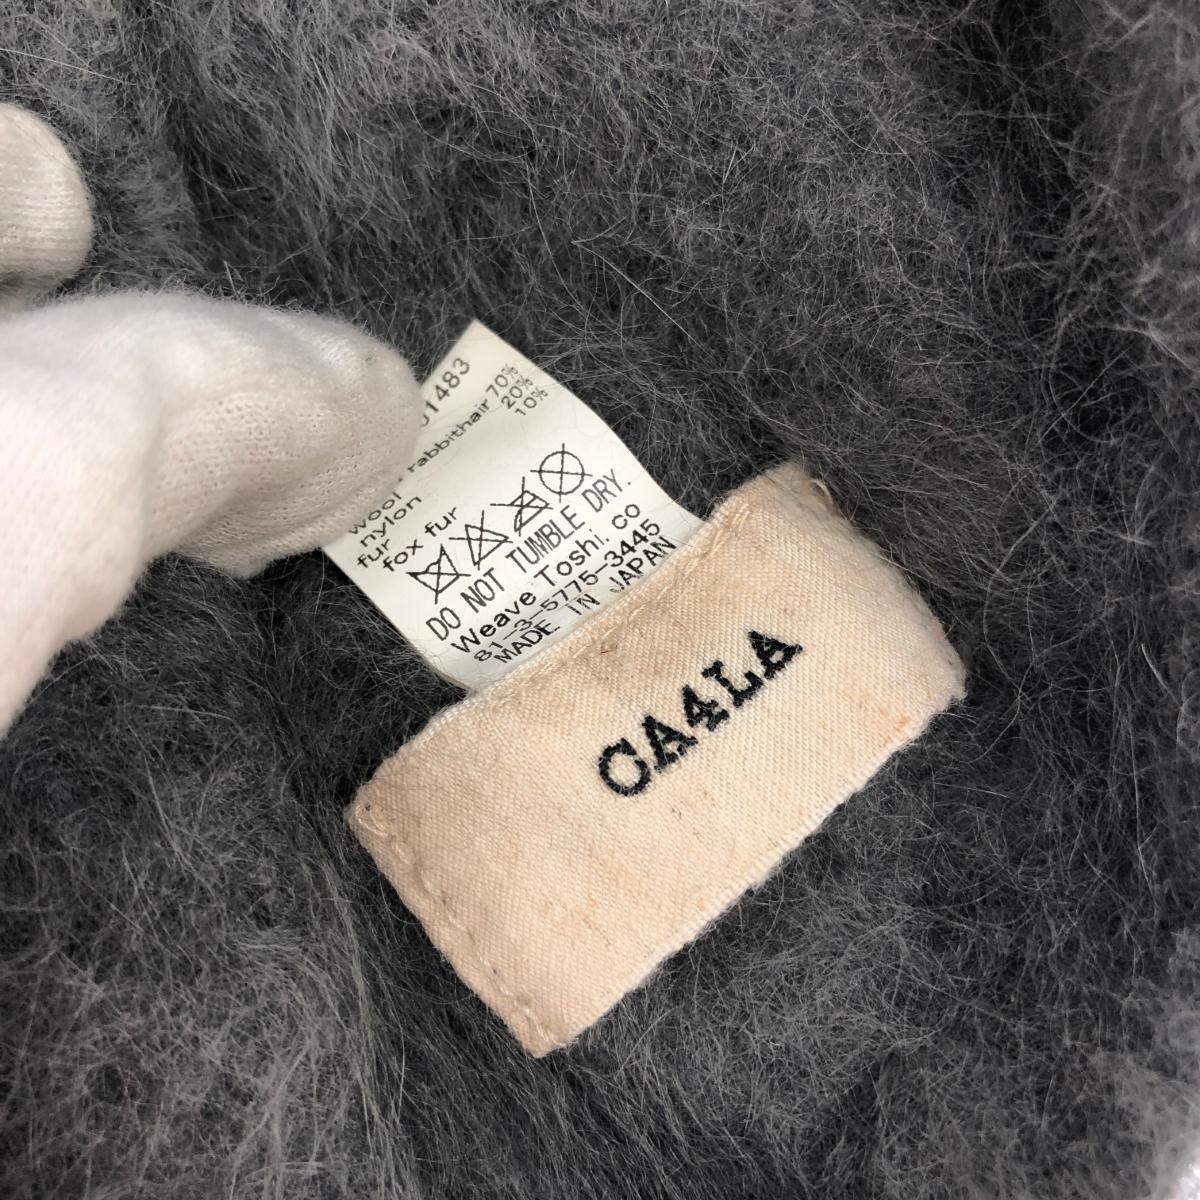 01483
wool · rabbithair 70%
nylon 20%
fur 10%
fox fur
DO NOT TUMBLE DRY.
Weave Toshi. co
81-3-5775-3445
MADE IN JAPAN
CA4LA